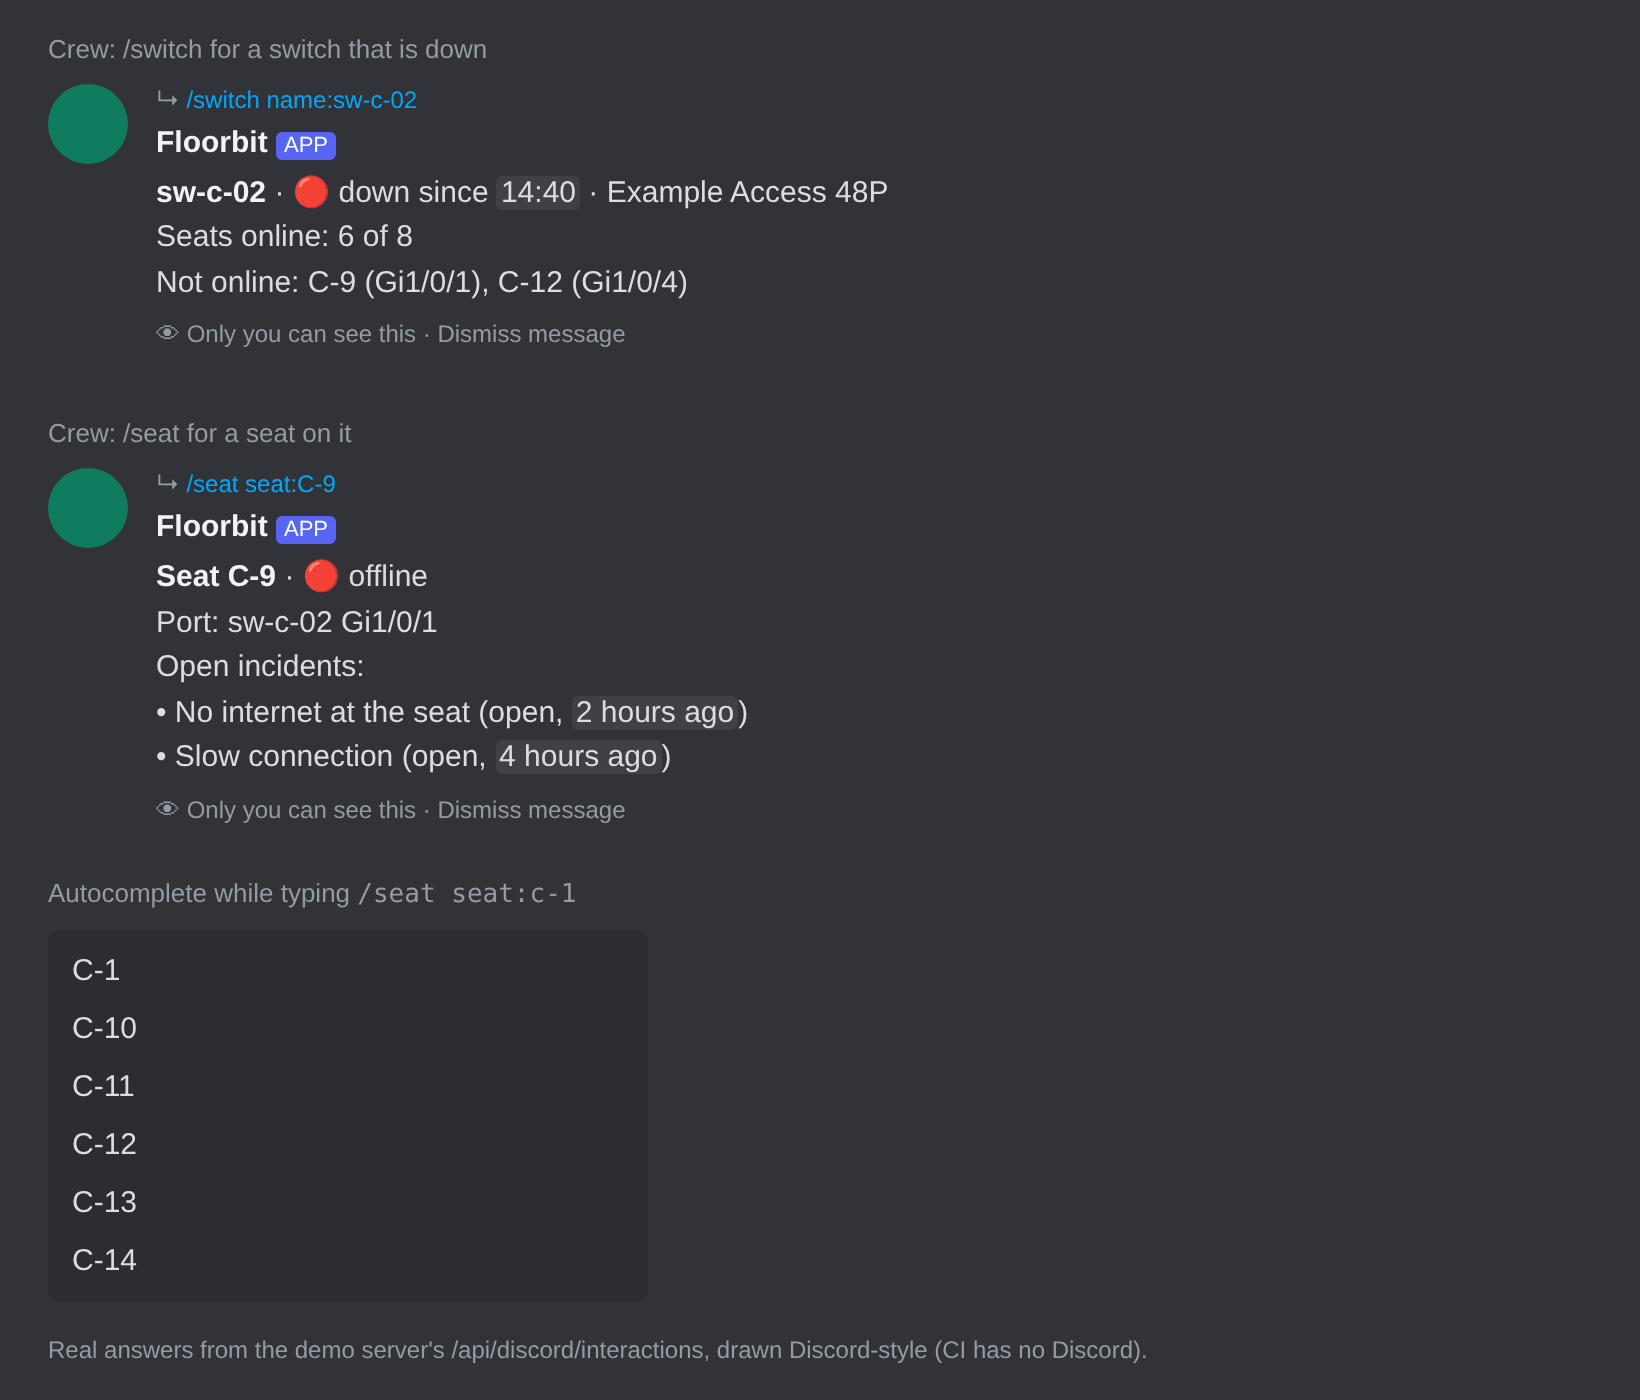 Crew: /switch for a switch that is down
/switch name:sw-c-02
Floorbit APP
sw-c-02 · 🔴 down since 14:40 · Example Access 48P
Seats online: 6 of 8
Not online: C-9 (Gi1/0/1), C-12 (Gi1/0/4)
Only you can see this · Dismiss message
Crew: /seat for a seat on it
/seat seat:C-9
Floorbit APP
Seat C-9 · 🔴 offline
Port: sw-c-02 Gi1/0/1
Open incidents:
• No internet at the seat (open, 2 hours ago)
• Slow connection (open, 4 hours ago)
Only you can see this · Dismiss message
Autocomplete while typing /seat seat:c-1
C-1
C-10
C-11
C-12
C-13
C-14
Real answers from the demo server's /api/discord/interactions, drawn Discord-style (CI has no Discord).